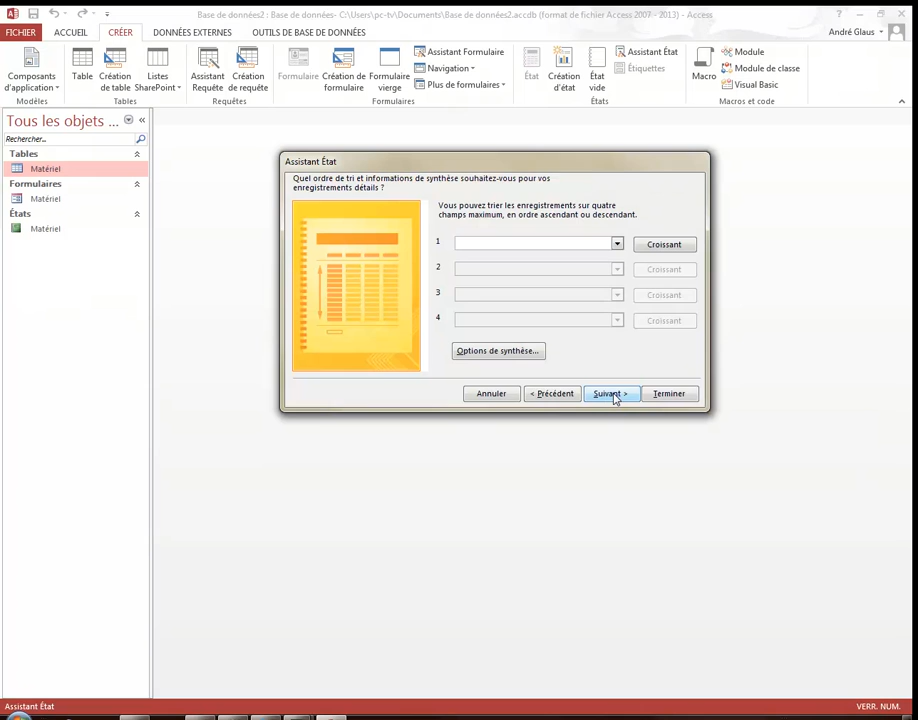 Base de données2 : Base de données- C:\Users\pc-tv\Documents\Base de données2.accdb (format de fichier Access 2007 - 2013) - Access
FICHIER ACCUEIL CRÉER DONNÉES EXTERNES OUTILS DE BASE DE DONNÉES André Glaus
Composants d'application
Modèles
Table
Création de table
Listes SharePoint
Tables
Assistant Requête
Création de requête
Requêtes
Formulaire
Création de formulaire
Formulaire vierge
Assistant Formulaire
Navigation
Plus de formulaires
Formulaires
État
Création d'état
État vide
Assistant État
Étiquettes
États
Macro
Module
Module de classe
Visual Basic
Macros et code
Tous les objets ...
Rechercher...
Tables
Matériel
Formulaires
Matériel
États
Matériel
Assistant État
Quel ordre de tri et informations de synthèse souhaitez-vous pour vos
enregistrements détails ?
Vous pouvez trier les enregistrements sur quatre
champs maximum, en ordre ascendant ou descendant.
1 Croissant
2 Croissant
3 Croissant
4 Croissant
Options de synthèse...
Annuler < Précédent Suivant > Terminer
Assistant État VERR. NUM.